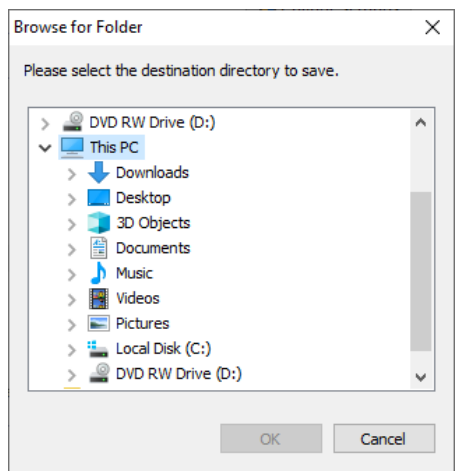 Browse for Folder
Please select the destination directory to save.
DVD RW Drive (D:)
This PC
Downloads
Desktop
3D Objects
Documents
Music
Videos
Pictures
Local Disk (C:)
DVD RW Drive (D:)
OK Cancel